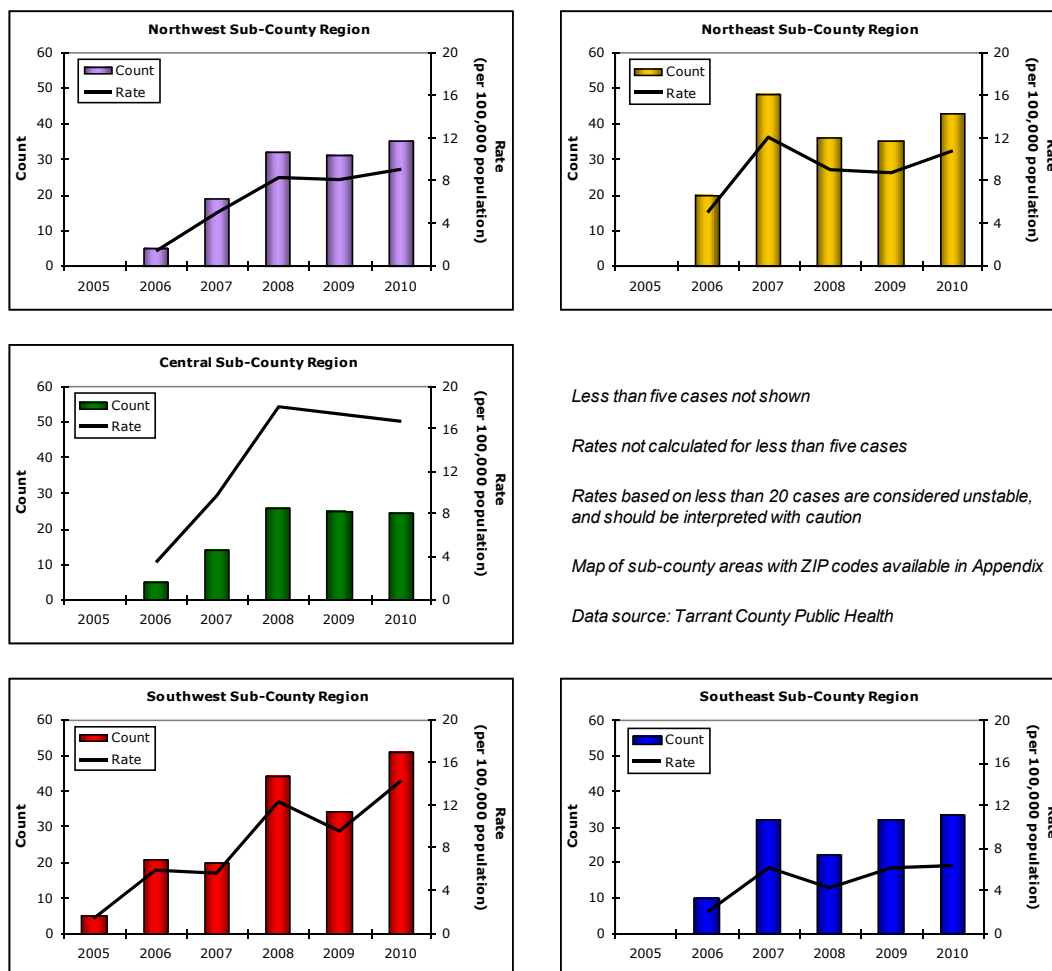 Northwest Sub-County Region
60
50
40
30
20
10
0
Count
Count
Rate
20
16
12
8
4
0
Rate
(per 100,000 population)
2005 2006 2007 2008 2009 2010
Northeast Sub-County Region
60
50
40
30
20
10
0
Count
Count
Rate
20
16
12
8
4
0
Rate
(per 100,000 population)
2005 2006 2007 2008 2009 2010
Central Sub-County Region
60
50
40
30
20
10
0
Count
Count
Rate
20
16
12
8
4
0
Rate
(per 100,000 population)
2005 2006 2007 2008 2009 2010
Less than five cases not shown
Rates not calculated for less than five cases
Rates based on less than 20 cases are considered unstable,
and should be interpreted with caution
Map of sub-county areas with ZIP codes available in Appendix
Data source: Tarrant County Public Health
Southwest Sub-County Region
60
50
40
30
20
10
0
Count
Count
Rate
20
16
12
8
4
0
Rate
(per 100,000 population)
2005 2006 2007 2008 2009 2010
Southeast Sub-County Region
60
50
40
30
20
10
0
Count
Count
Rate
20
16
12
8
4
0
Rate
(per 100,000 population)
2005 2006 2007 2008 2009 2010